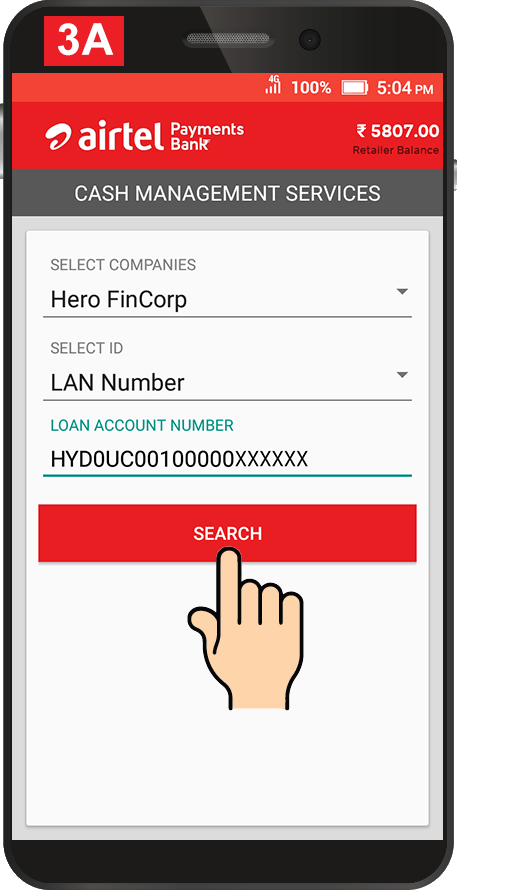 3A
4G 100% 5:04 PM
airtel Payments Bank
₹ 5807.00
Retailer Balance
CASH MANAGEMENT SERVICES
SELECT COMPANIES
Hero FinCorp
SELECT ID
LAN Number
LOAN ACCOUNT NUMBER
HYD0UC00100000XXXXXX
SEARCH